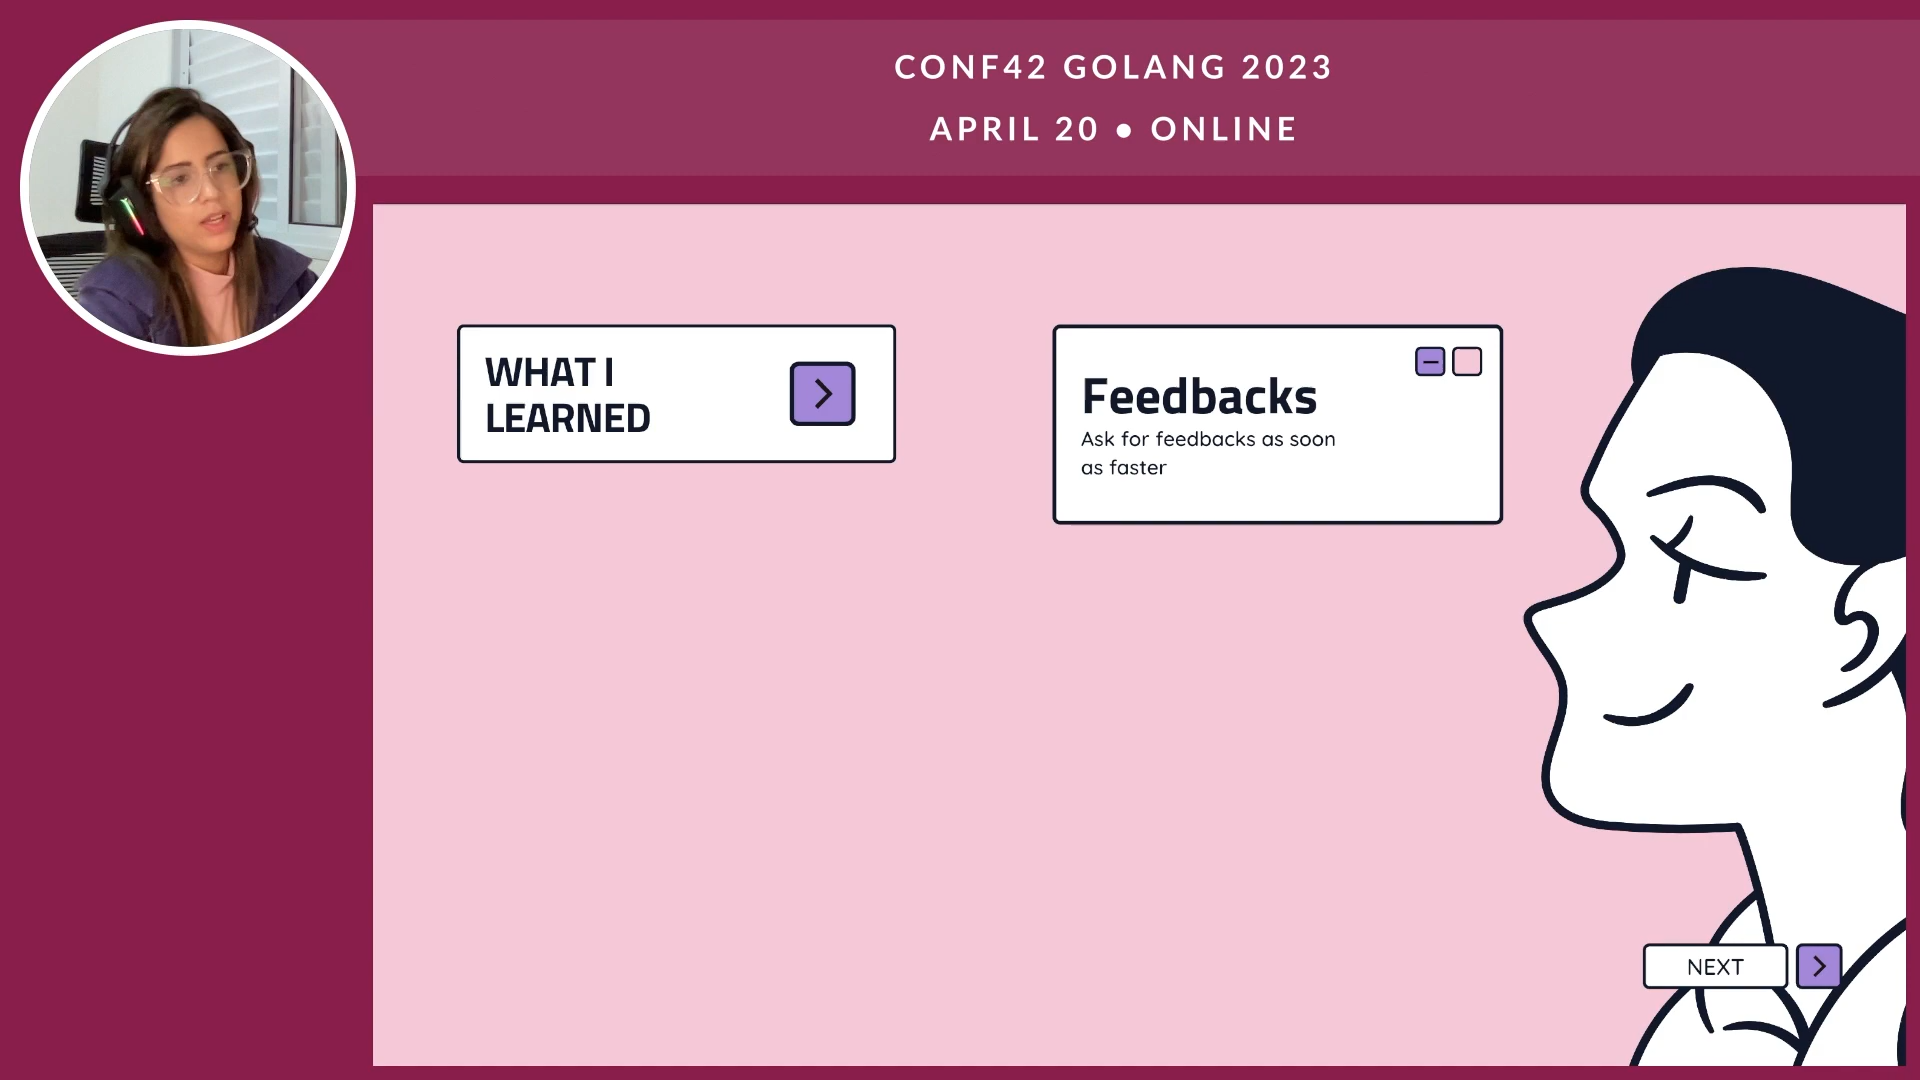 CONF42 GOLANG 2023
APRIL 20 • ONLINE
WHAT I
LEARNED
Feedbacks
Ask for feedbacks as soon
as faster
NEXT